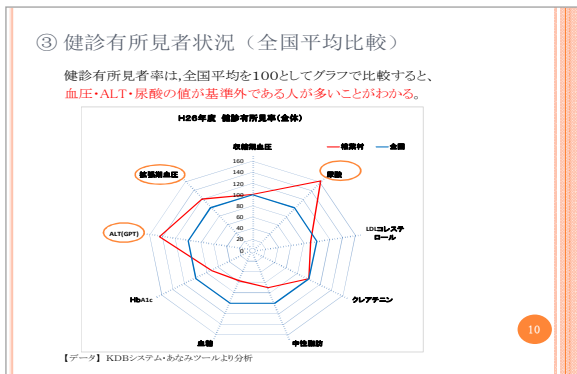 ③ 健診有所見者状況（全国平均比較）
健診有所見者率は,全国平均を100としてグラフで比較すると、
血圧・ALT・尿酸の値が基準外である人が多いことがわかる。
H26年度 健診有所見率(全体)
収縮期血圧
椎葉村 全国
拡張期血圧
尿酸
160
140
120
100
80
60
40
20
0
ALT(GPT)
LDLコレステ
ロール
HbA1c
クレアチニン
血糖
中性脂肪
10
【データ】 KDBシステム・あなみツールより分析